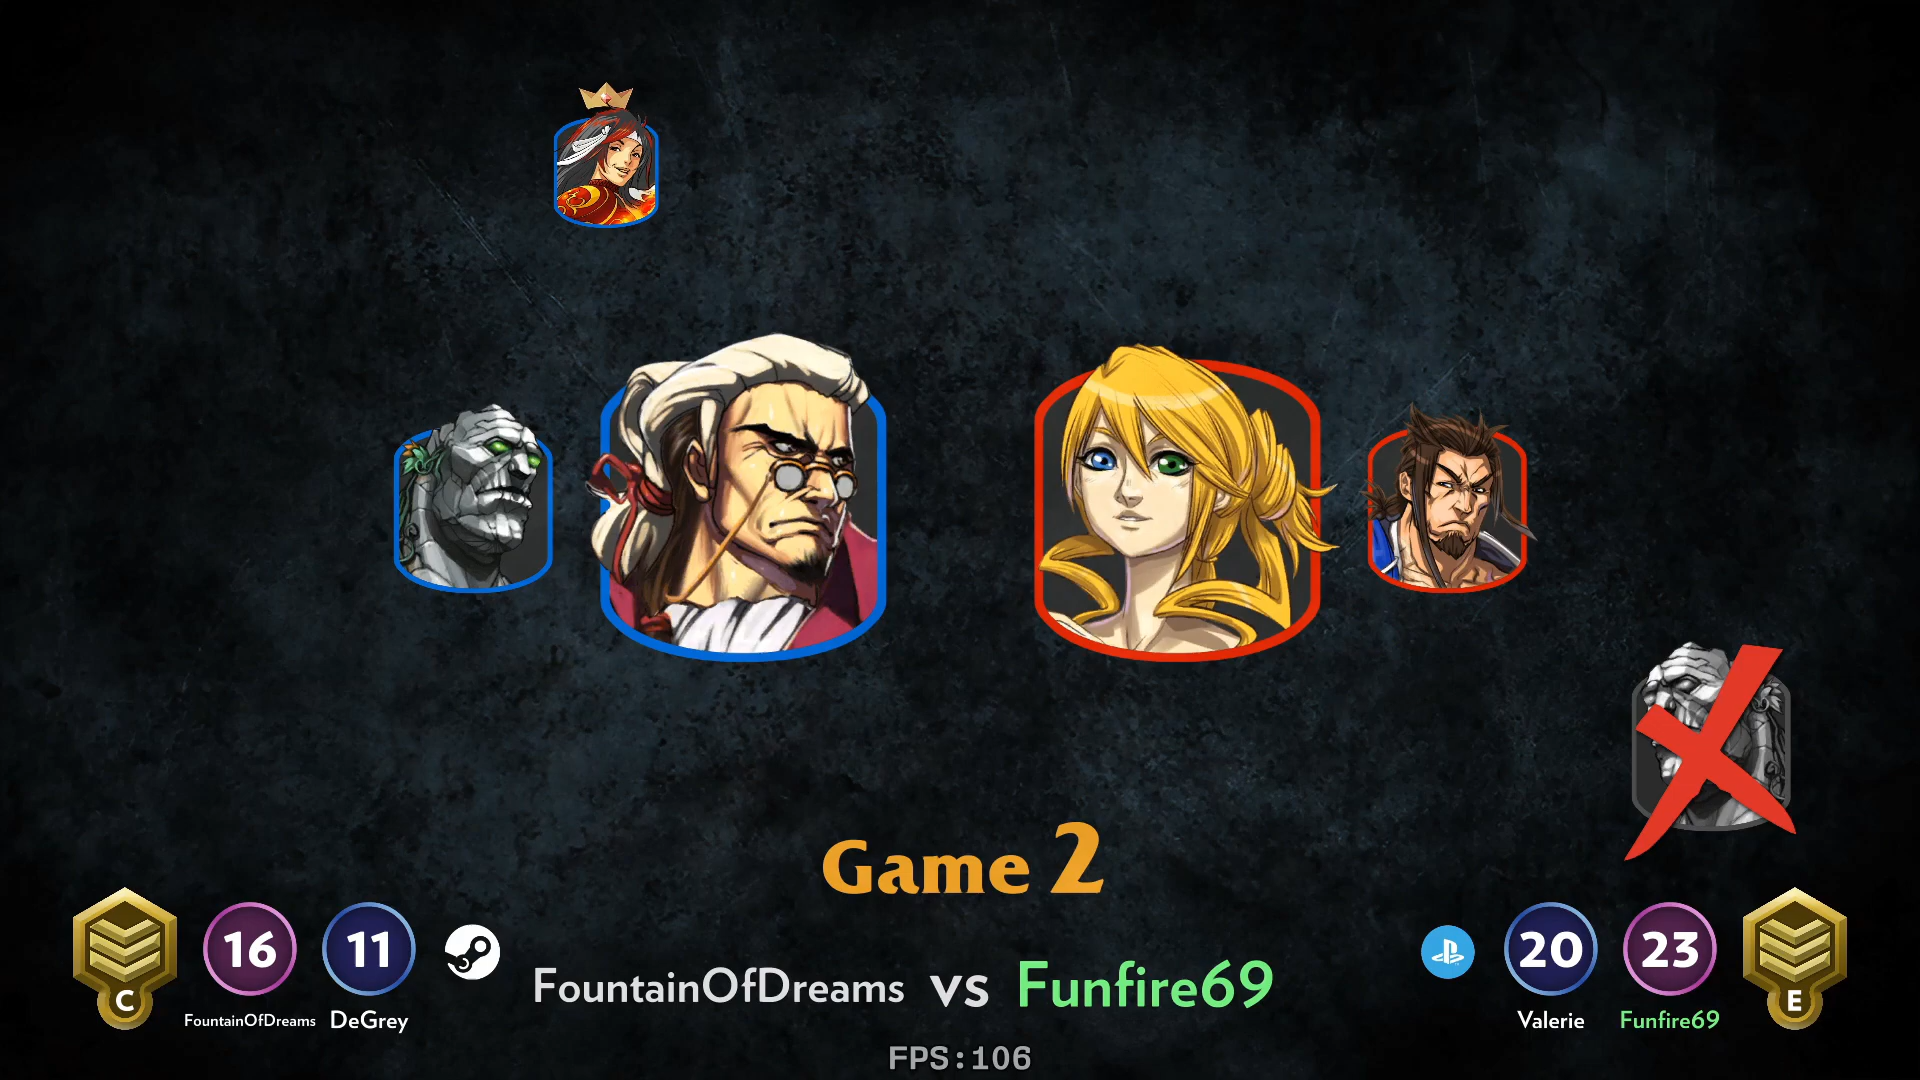 Game 2
C
16
11
FountainOfDreams vs Funfire69
20
23
E
FountainOfDreams
DeGrey
Valerie
Funfire69
FPS:106